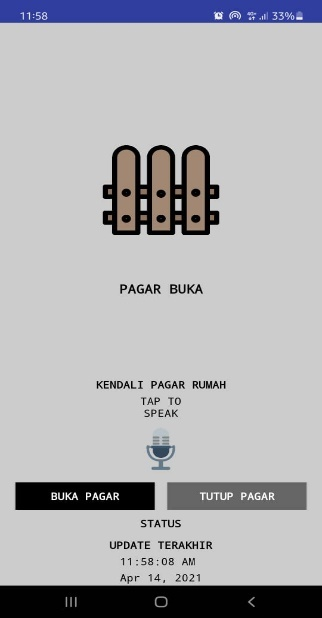 11:58
4G+
33%
PAGAR BUKA
KENDALI PAGAR RUMAH
TAP TO
SPEAK
BUKA PAGAR
TUTUP PAGAR
STATUS
UPDATE TERAKHIR
11:58:08 AM
Apr 14, 2021